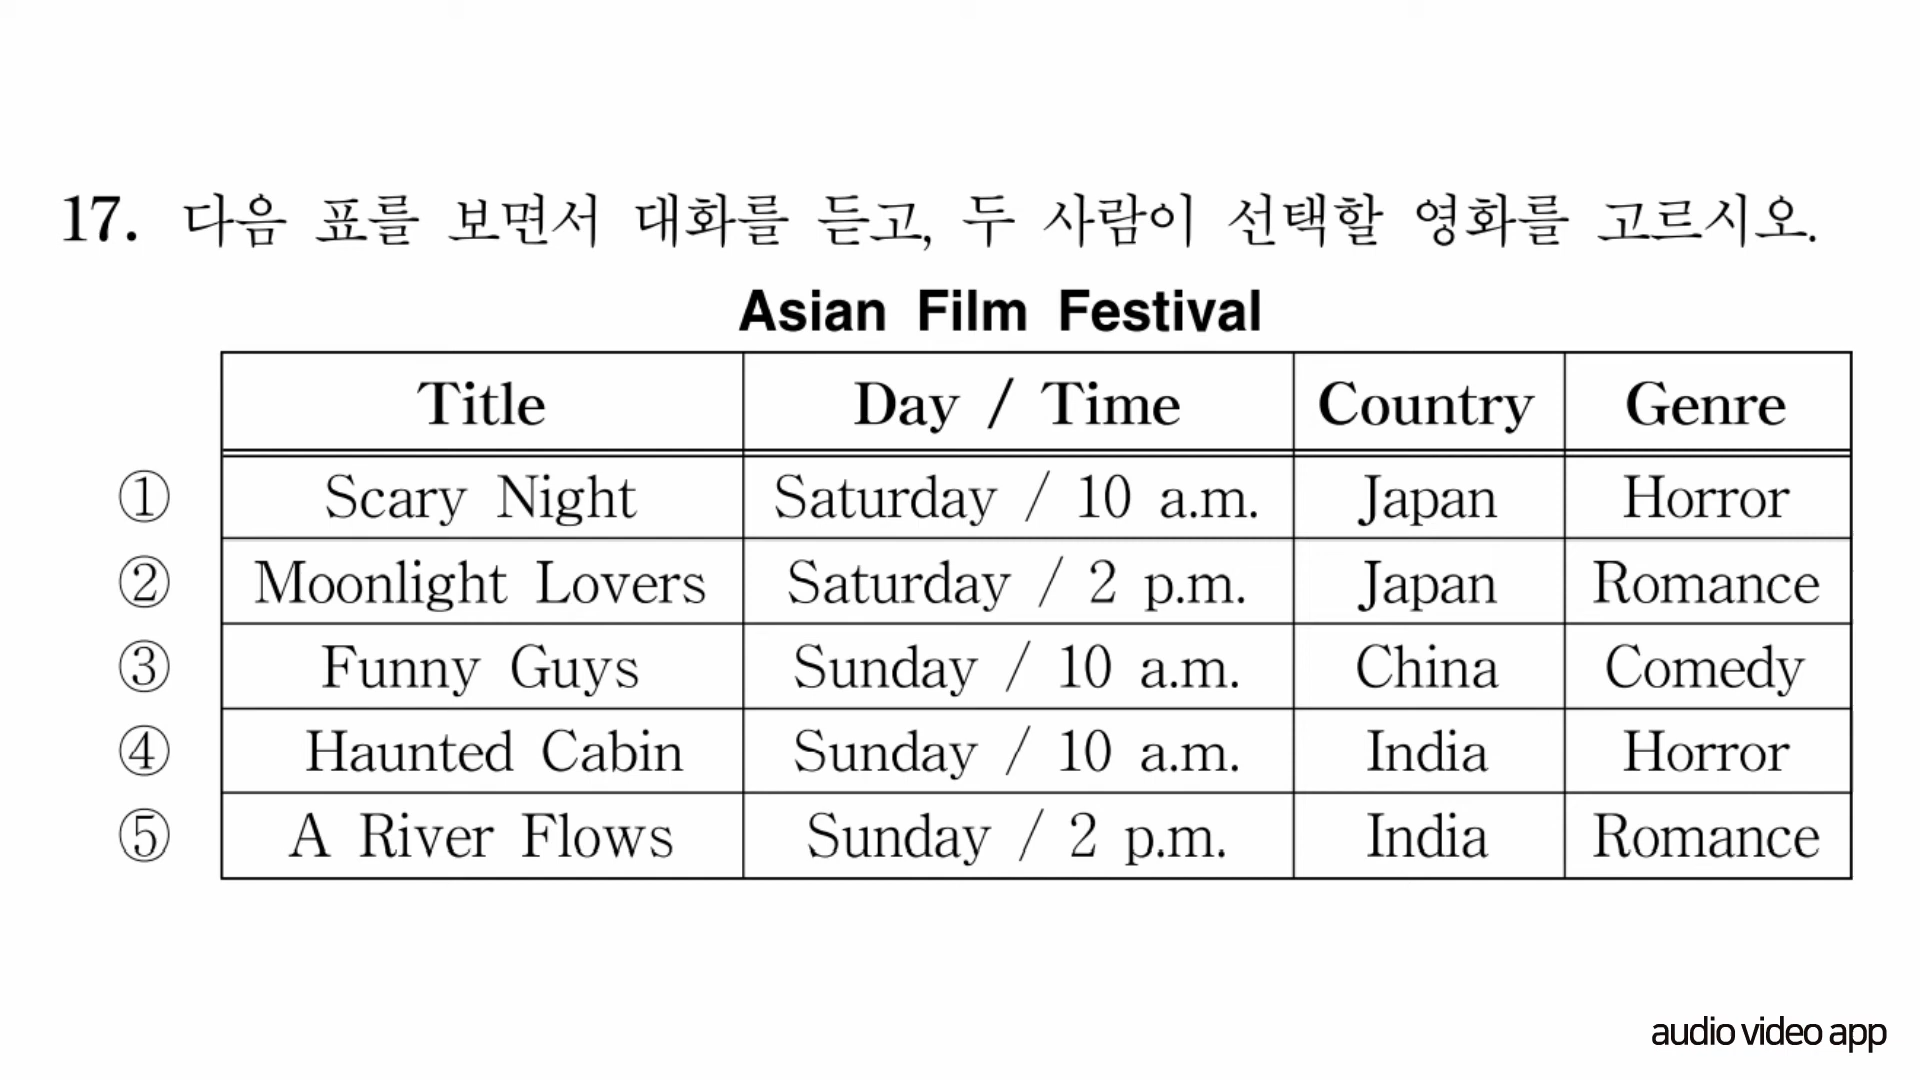 17. 다음 표를 보면서 대화를 듣고, 두 사람이 선택할 영화를 고르시오.
Asian Film Festival
Title Day / Time Country Genre
① Scary Night Saturday / 10 a.m. Japan Horror
② Moonlight Lovers Saturday / 2 p.m. Japan Romance
③ Funny Guys Sunday / 10 a.m. China Comedy
④ Haunted Cabin Sunday / 10 a.m. India Horror
⑤ A River Flows Sunday / 2 p.m. India Romance
audio video app